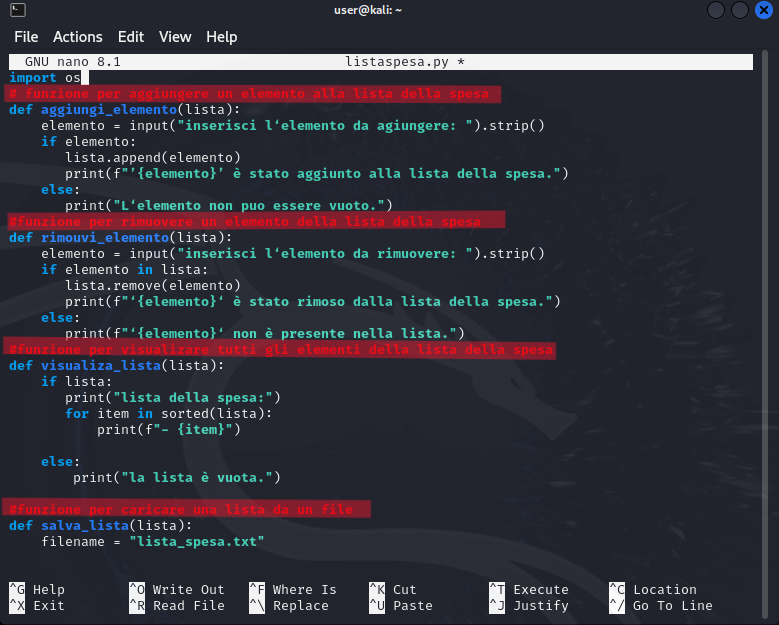 user@kali: ~
File Actions Edit View Help
GNU nano 8.1 listaspesa.py *
import os
# funzione per aggiungere un elemento alla lista della spesa
def aggiungi_elemento(lista):
    elemento = input("inserisci l‘elemento da agiungere: ").strip()
    if elemento:
       lista.append(elemento)
       print(f"’{elemento}’ è stato aggiunto alla lista della spesa.")
    else:
       print("L‘elemento non puo essere vuoto.")
#funzione per rimuovere un elemento della lista della spesa
def rimouvi_elemento(lista):
    elemento = input("inserisci l‘elemento da rimuovere: ").strip()
    if elemento in lista:
       lista.remove(elemento)
       print(f"‘{elemento}‘ è stato rimoso dalla lista della spesa.")
    else:
       print(f"‘{elemento}‘ non è presente nella lista.")
#funzione per visualizare tutti gli elementi della lista della spesa
def visualiza_lista(lista):
    if lista:
       print("lista della spesa:")
       for item in sorted(lista):
           print(f"- {item}")
    else:
        print("la lista è vuota.")
#funzione per caricare una lista da un file
def salva_lista(lista):
    filename = "lista_spesa.txt"
^G Help ^O Write Out ^F Where Is ^K Cut ^T Execute ^C Location
^X Exit ^R Read File ^\ Replace ^U Paste ^J Justify ^/ Go To Line